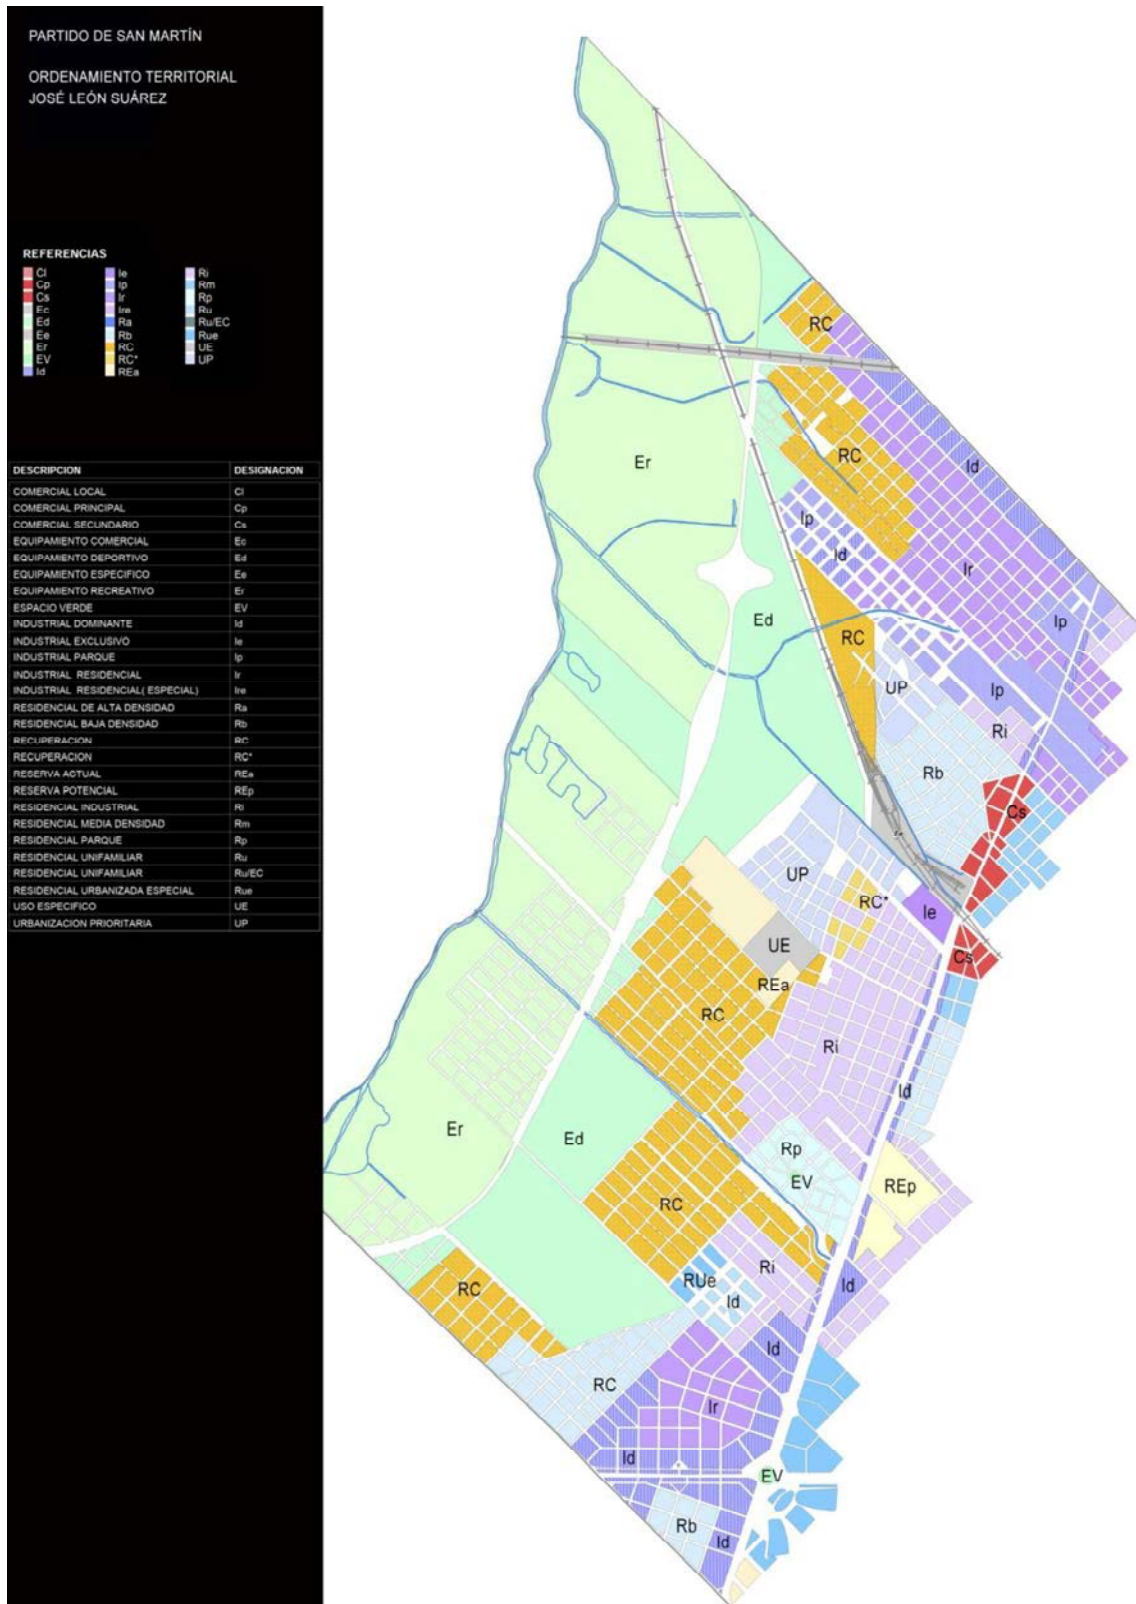 PARTIDO DE SAN MARTÍN
ORDENAMIENTO TERRITORIAL
JOSÉ LEÓN SUÁREZ
REFERENCIAS
Cl Ie Ri
Cp Ip Rm
Cs Ir Rp
Ec Ire Ru
Ed Ra Ru/EC
Ee Rb Rue
Er RC UE
EV RC* UP
Id REa
DESCRIPCION DESIGNACION
COMERCIAL LOCAL Cl
COMERCIAL PRINCIPAL Cp
COMERCIAL SECUNDARIO Cs
EQUIPAMIENTO COMERCIAL Ec
EQUIPAMIENTO DEPORTIVO Ed
EQUIPAMIENTO ESPECIFICO Ee
EQUIPAMIENTO RECREATIVO Er
ESPACIO VERDE EV
INDUSTRIAL DOMINANTE Id
INDUSTRIAL EXCLUSIVO Ie
INDUSTRIAL PARQUE Ip
INDUSTRIAL RESIDENCIAL Ir
INDUSTRIAL RESIDENCIAL( ESPECIAL) Ire
RESIDENCIAL DE ALTA DENSIDAD Ra
RESIDENCIAL BAJA DENSIDAD Rb
RECUPERACION RC
RECUPERACION RC*
RESERVA ACTUAL REa
RESERVA POTENCIAL REp
RESIDENCIAL INDUSTRIAL Ri
RESIDENCIAL MEDIA DENSIDAD Rm
RESIDENCIAL PARQUE Rp
RESIDENCIAL UNIFAMILIAR Ru
RESIDENCIAL UNIFAMILIAR Ru/EC
RESIDENCIAL URBANIZADA ESPECIAL Rue
USO ESPECIFICO UE
URBANIZACION PRIORITARIA UP
RC
Er
RC
Id
Ip
Id
Ir
Ed
RC
Ip
UP
Ip
Ri
Rb
Cs
UP
RC*
Ie
UE
Cs
REa
RC
Ri
Id
Er
Ed
Rp
EV
REp
RC
RUe
Ri
Id
Id
RC
Id
RC
Ir
Id
EV
Rb
Id